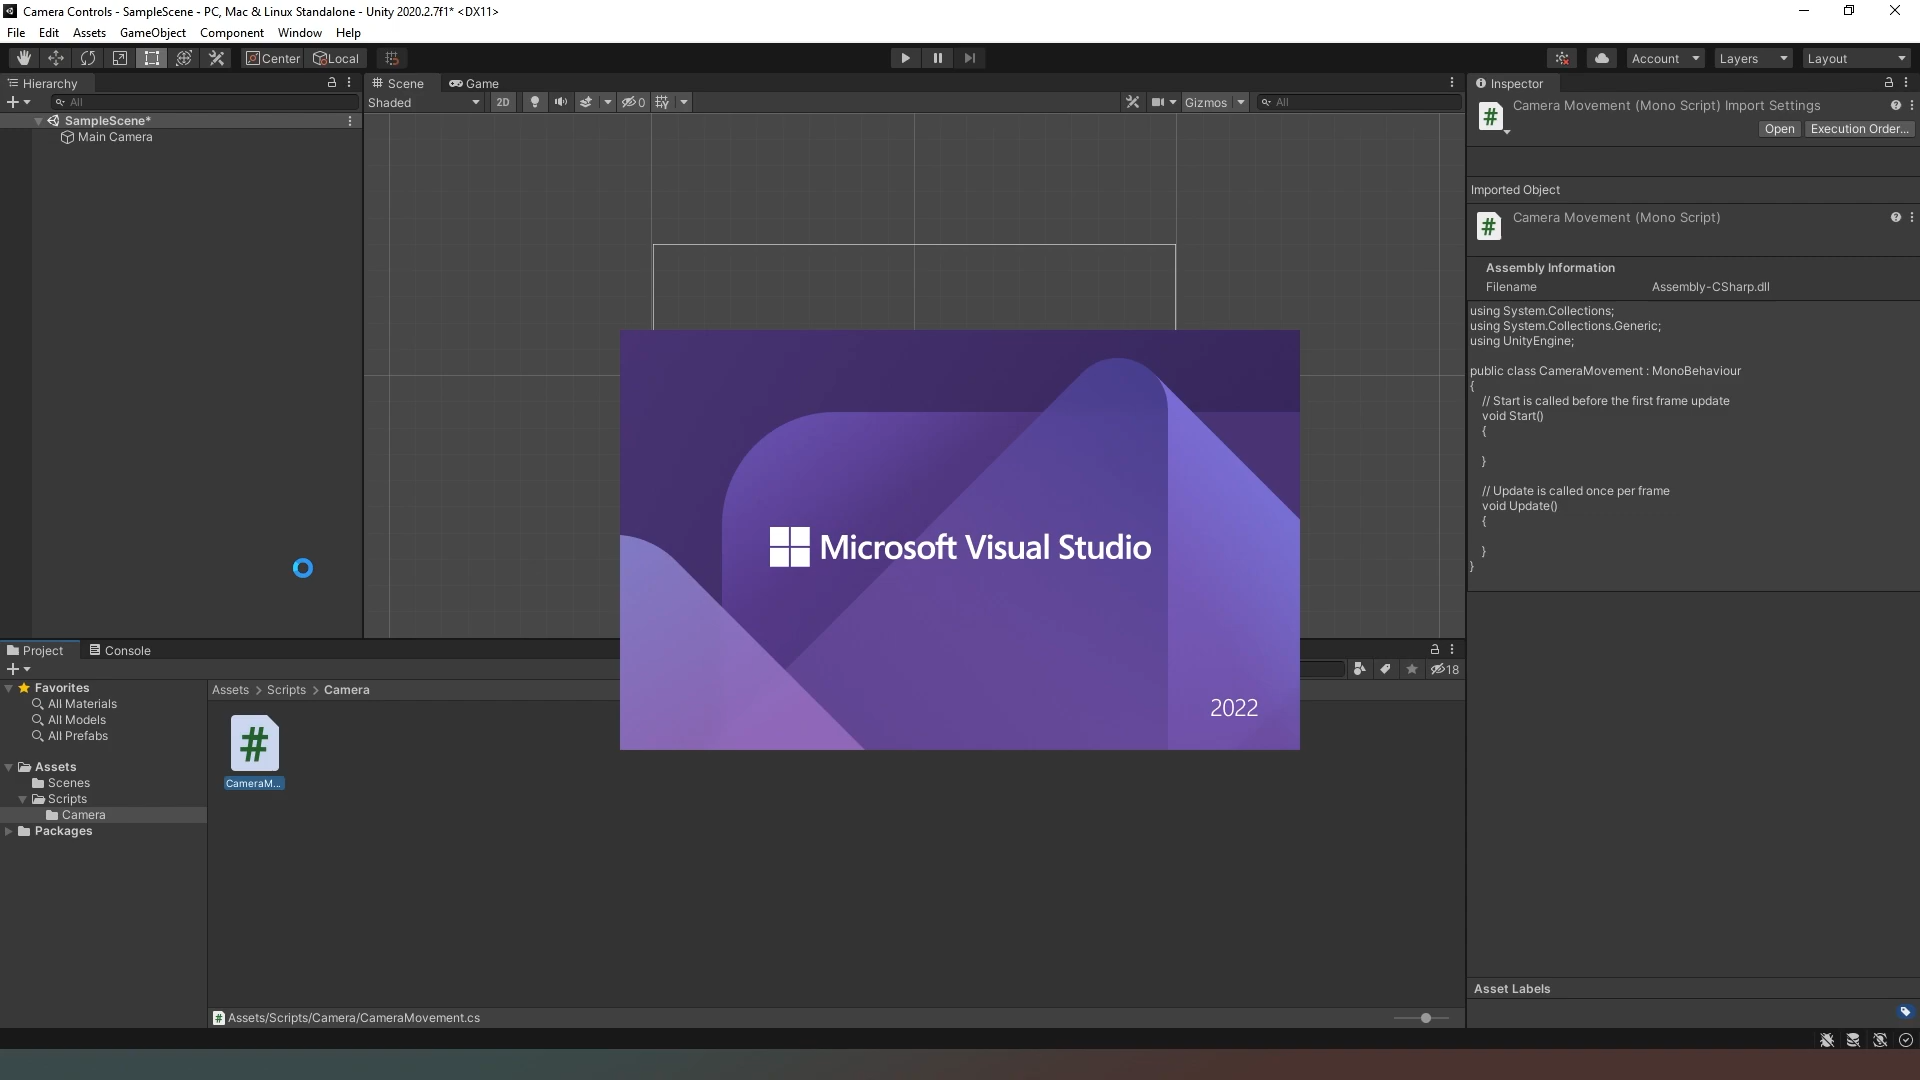 Camera Controls - SampleScene - PC, Mac & Linux Standalone - Unity 2020.2.7f1* <DX11>
File Edit Assets GameObject Component Window Help
Center Local Account Layers Layout
Hierarchy
All
SampleScene*
Main Camera
Scene Game
Shaded 2D 0 Gizmos All
Inspector
Camera Movement (Mono Script) Import Settings
Open Execution Order...
Imported Object
Camera Movement (Mono Script)
Assembly Information
Filename Assembly-CSharp.dll
using System.Collections;
using System.Collections.Generic;
using UnityEngine;
public class CameraMovement : MonoBehaviour
{
// Start is called before the first frame update
void Start()
{
}
// Update is called once per frame
void Update()
{
}
}
Microsoft Visual Studio
2022
Project Console
18
Favorites
All Materials
All Models
All Prefabs
Assets
Scenes
Scripts
Camera
Packages
Assets > Scripts > Camera
#
CameraM...
Assets/Scripts/Camera/CameraMovement.cs
Asset Labels